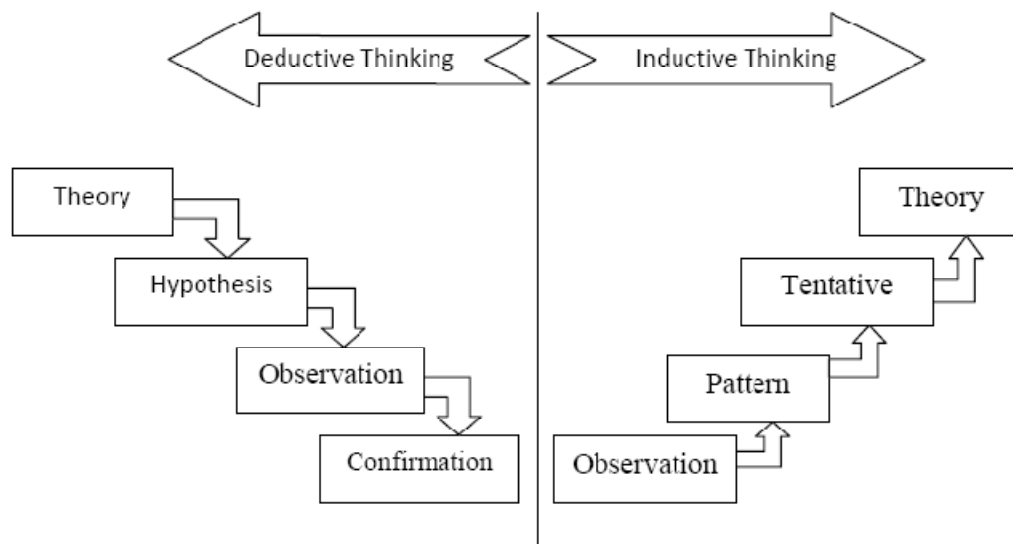 Deductive Thinking
Inductive Thinking
Theory
Hypothesis
Observation
Confirmation
Theory
Tentative
Pattern
Observation